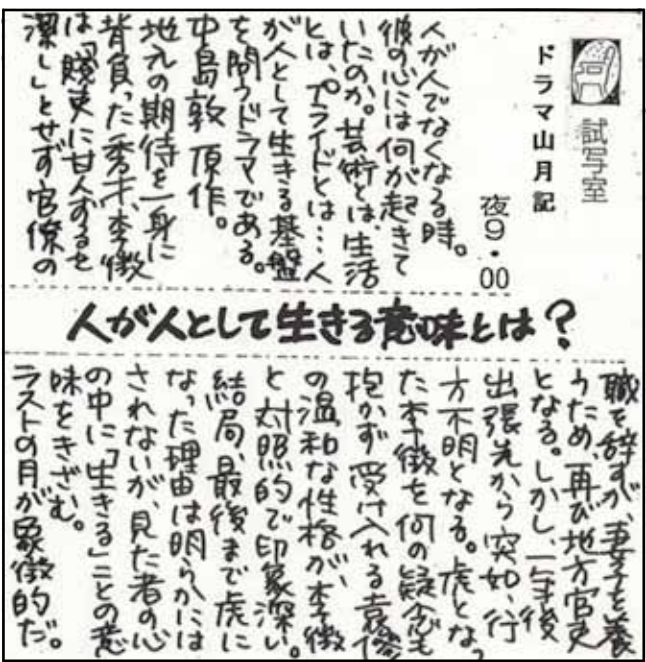 試写室
ドラマ山月記
夜9・00
人が人でなくなる時。
彼の心には何が起きて
いたのか。芸術とは、生活
とは、プライドとは…人
が人として生きる基盤
を問うドラマである。
中島敦 原作。
地元の期待を一身に
背負った秀才、李徴
は「賤吏に甘んずるを
潔し」とせず官僚の
人が人として生きる意味とは?
職を辞すが、妻子を養
うため、再び地方官吏
となる。しかし、一年後
出張先から突如、行
方不明となる。虎となっ
た李徴を何の疑念も
抱かず受け入れる袁傪
の温和な性格が、李徴
と対照的で印象深い。
結局、最後まで虎に
なった理由は明らかには
されないが、見た者の心
の中に「生きる」ことの意
味をきざむ。
ラストの月が象徴的だ。